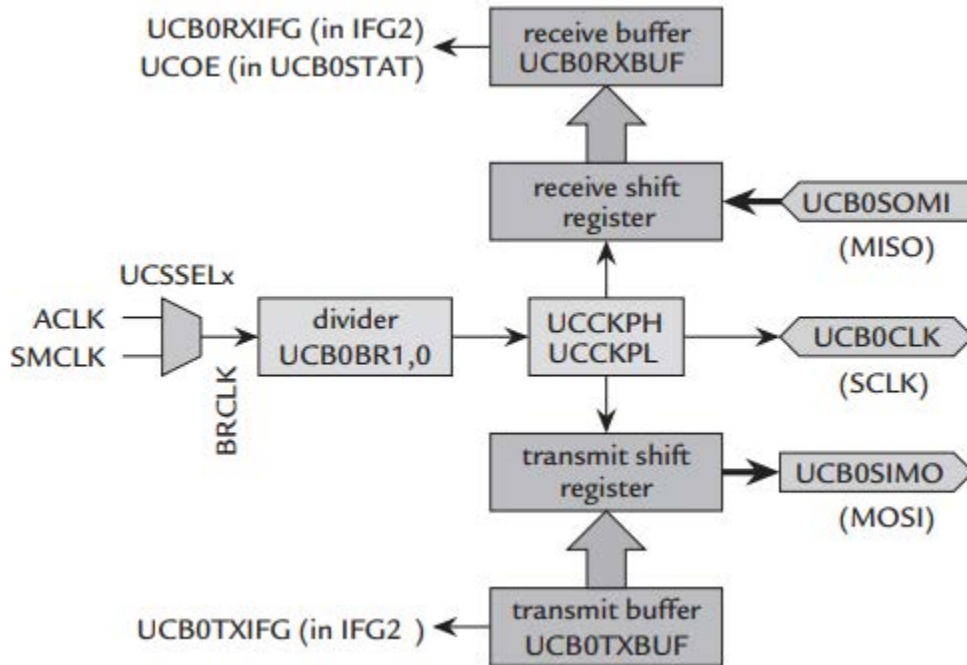 UCB0RXIFG (in IFG2)
UCOE (in UCB0STAT)
receive buffer
UCB0RXBUF
receive shift
register
UCB0SOMI
(MISO)
UCSSELx
ACLK
SMCLK
BRCLK
divider
UCB0BR1,0
UCCKPH
UCCKPL
UCB0CLK
(SCLK)
transmit shift
register
UCB0SIMO
(MOSI)
UCB0TXIFG (in IFG2 )
transmit buffer
UCB0TXBUF